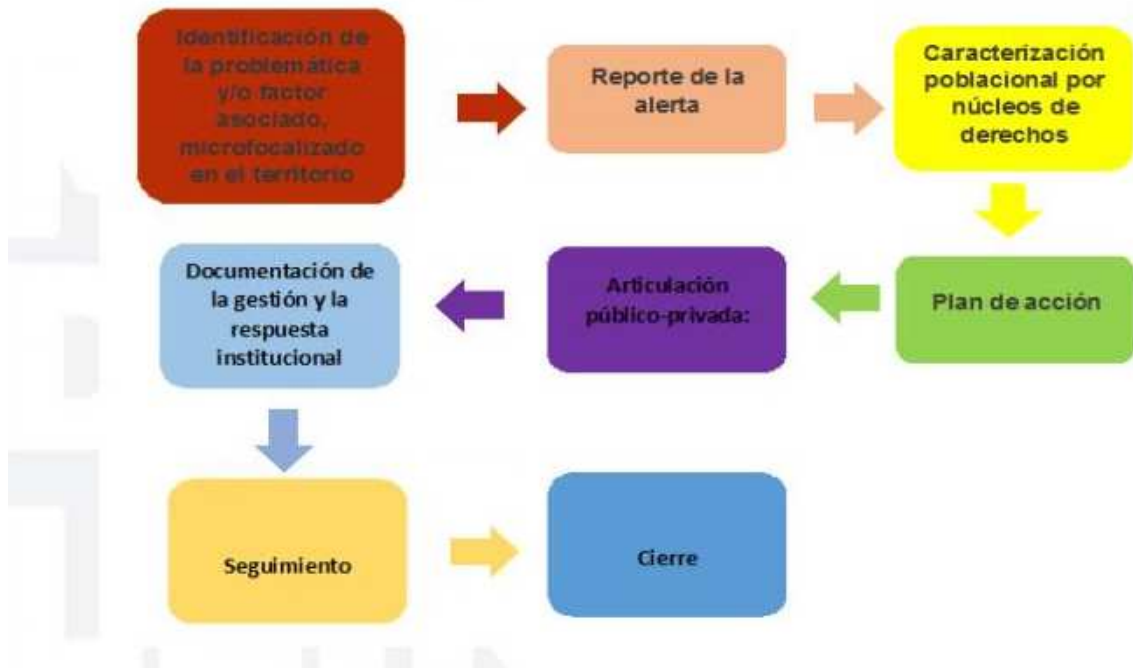 Identificación de
la problemática
y/o factor
asociado,
microfocalizado
en el territorio
Reporte de la
alerta
Caracterización
poblacional por
núcleos de
derechos
Plan de acción
Articulación
público-privada:
Documentación de
la gestión y la
respuesta
institucional
Seguimiento
Cierre